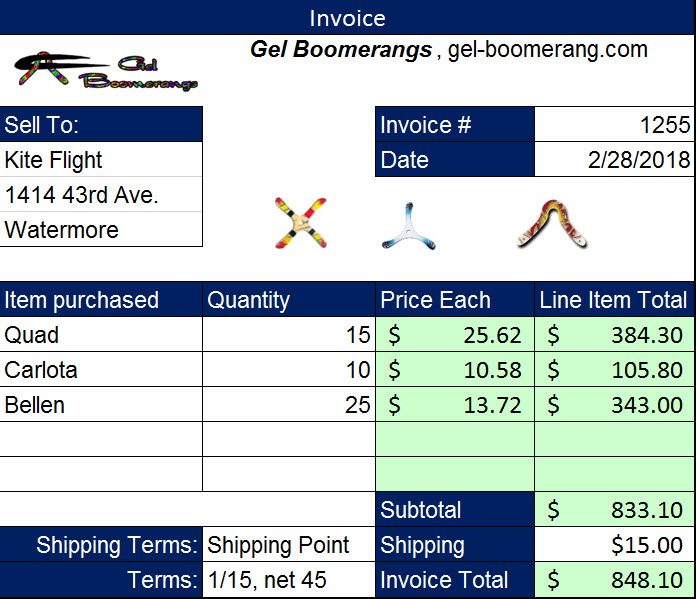 Invoice
Gel Boomerangs , gel-boomerang.com
Gel
Boomerangs
Sell To:
Invoice # 1255
Kite Flight
Date 2/28/2018
1414 43rd Ave.
Watermore
Item purchased Quantity Price Each Line Item Total
Quad 15 $ 25.62 $ 384.30
Carlota 10 $ 10.58 $ 105.80
Bellen 25 $ 13.72 $ 343.00
Subtotal $ 833.10
Shipping Terms: Shipping Point Shipping $15.00
Terms: 1/15, net 45 Invoice Total $ 848.10